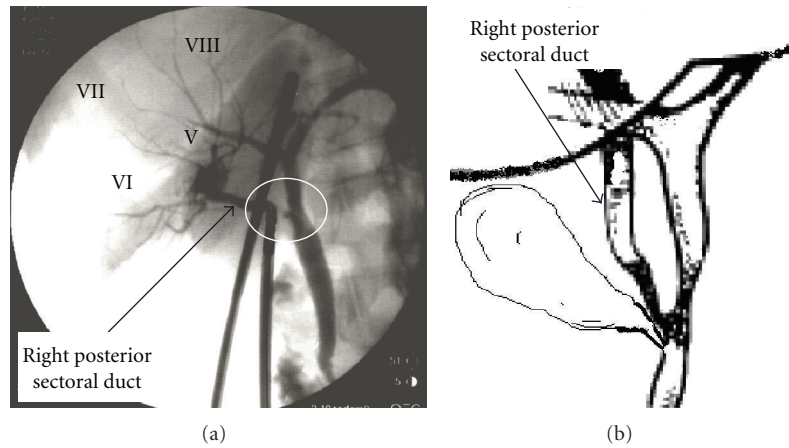 VIII
VII
V
VI
Right posterior
sectoral duct
(a)
Right posterior
sectoral duct
(b)